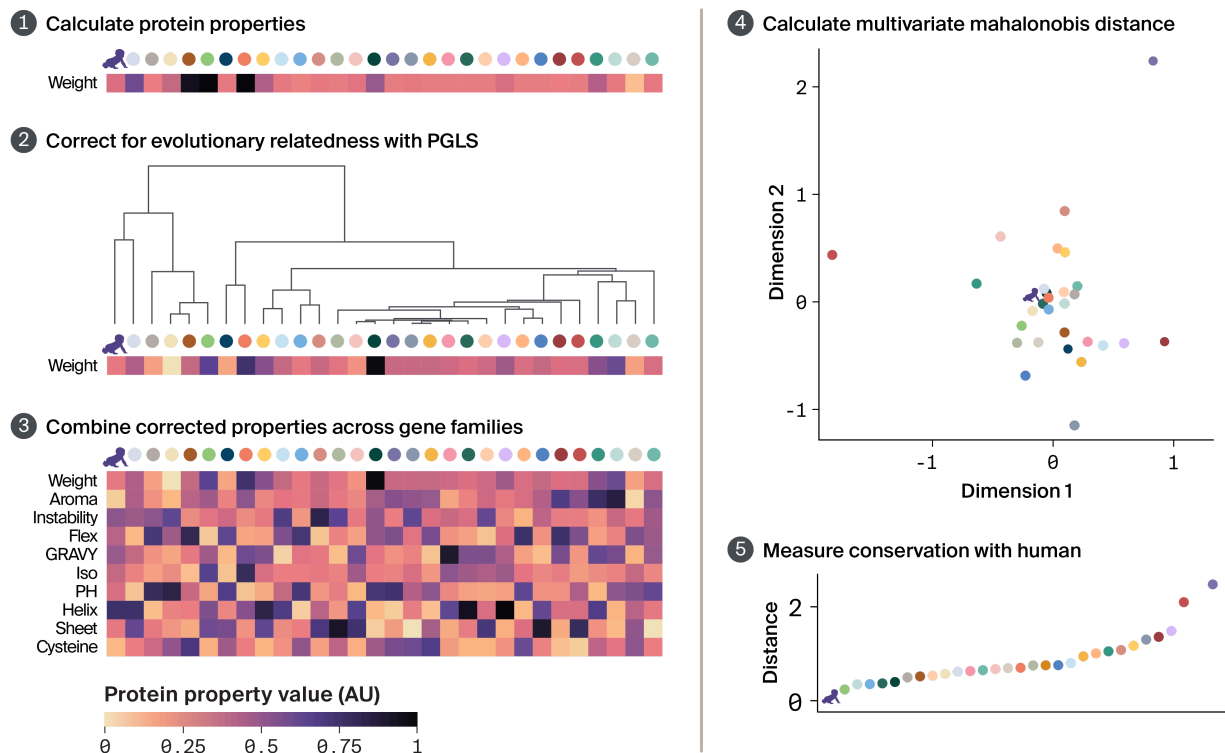 1 Calculate protein properties
Weight
2 Correct for evolutionary relatedness with PGLS
Weight
3 Combine corrected properties across gene families
Weight
Aroma
Instability
Flex
GRAVY
Iso
PH
Helix
Sheet
Cysteine
Protein property value (AU)
0 0.25 0.5 0.75 1
4 Calculate multivariate mahalonobis distance
2
1
0
-1
Dimension 2
-1 0 1
Dimension 1
5 Measure conservation with human
2
0
Distance